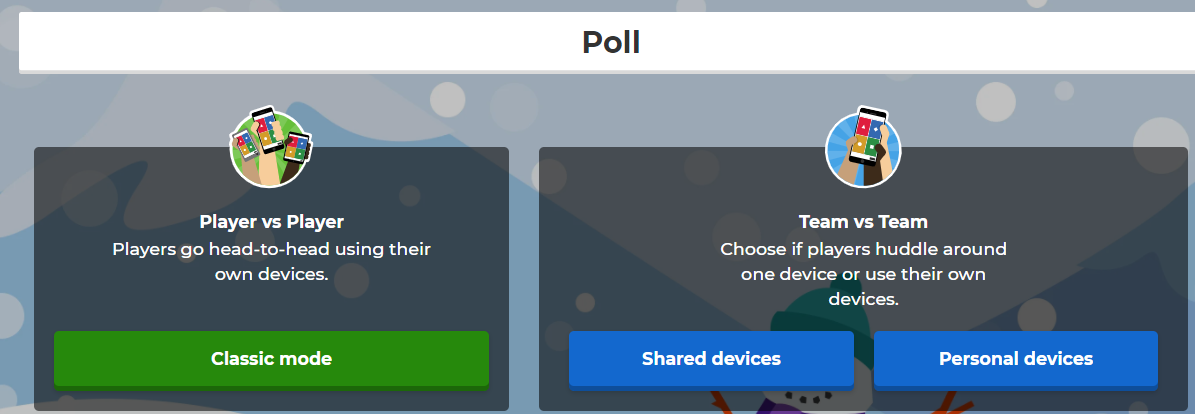 Poll
Player vs Player
Players go head-to-head using their
own devices.
Classic mode
Team vs Team
Choose if players huddle around
one device or use their own
devices.
Shared devices
Personal devices